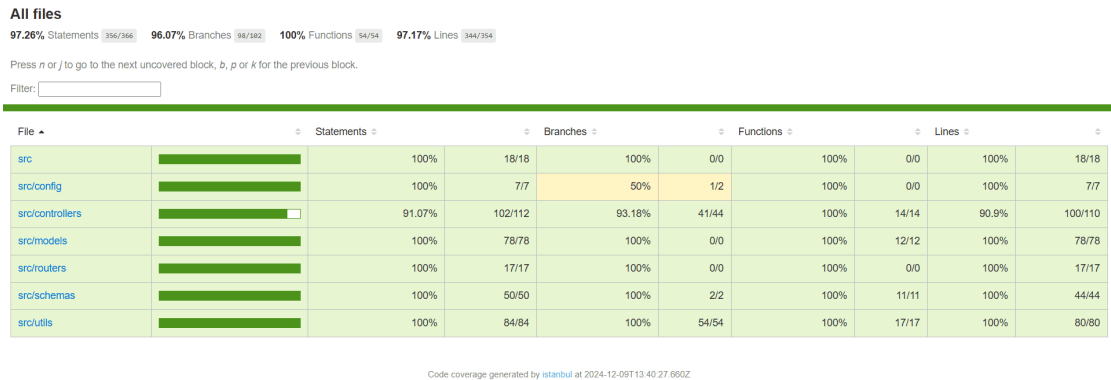 All files
97.26% Statements 356/366 96.07% Branches 98/102 100% Functions 54/54 97.17% Lines 344/354
Press n or j to go to the next uncovered block, b, p or k for the previous block.
Filter:
File Statements Branches Functions Lines
src 100% 18/18 100% 0/0 100% 0/0 100% 18/18
src/config 100% 7/7 50% 1/2 100% 0/0 100% 7/7
src/controllers 91.07% 102/112 93.18% 41/44 100% 14/14 90.9% 100/110
src/models 100% 78/78 100% 0/0 100% 12/12 100% 78/78
src/routers 100% 17/17 100% 0/0 100% 0/0 100% 17/17
src/schemas 100% 50/50 100% 2/2 100% 11/11 100% 44/44
src/utils 100% 84/84 100% 54/54 100% 17/17 100% 80/80
Code coverage generated by istanbul at 2024-12-09T13:40:27.660Z